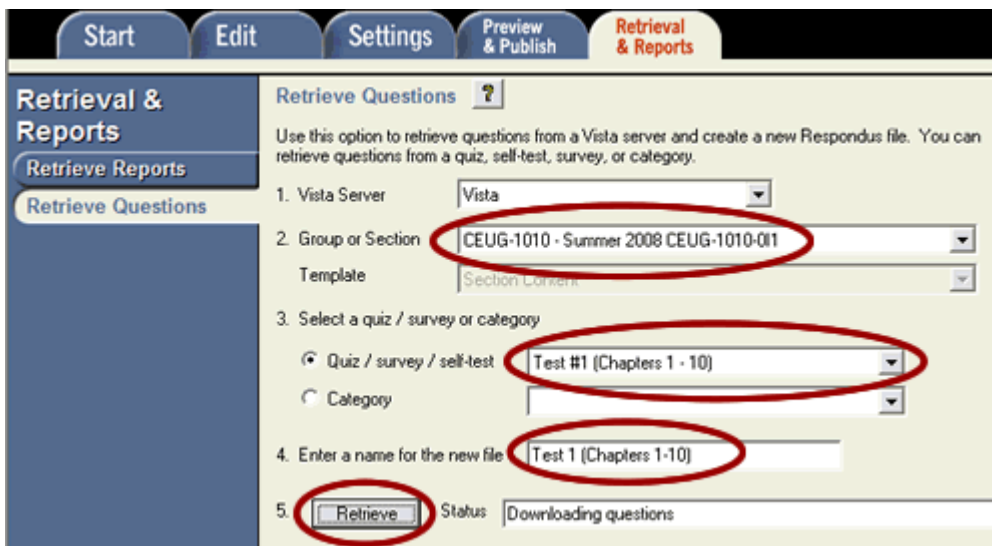 Start Edit Settings Preview & Publish Retrieval & Reports
Retrieval & Reports
Retrieve Reports
Retrieve Questions
Retrieve Questions ?
Use this option to retrieve questions from a Vista server and create a new Respondus file. You can
retrieve questions from a quiz, self-test, survey, or category.
1. Vista Server Vista
2. Group or Section CEUG-1010 - Summer 2008 CEUG-1010-0I1
Template Section Content
3. Select a quiz / survey or category
Quiz / survey / self-test Test #1 (Chapters 1 - 10)
Category
4. Enter a name for the new file Test 1 (Chapters 1-10)
5. Retrieve Status Downloading questions